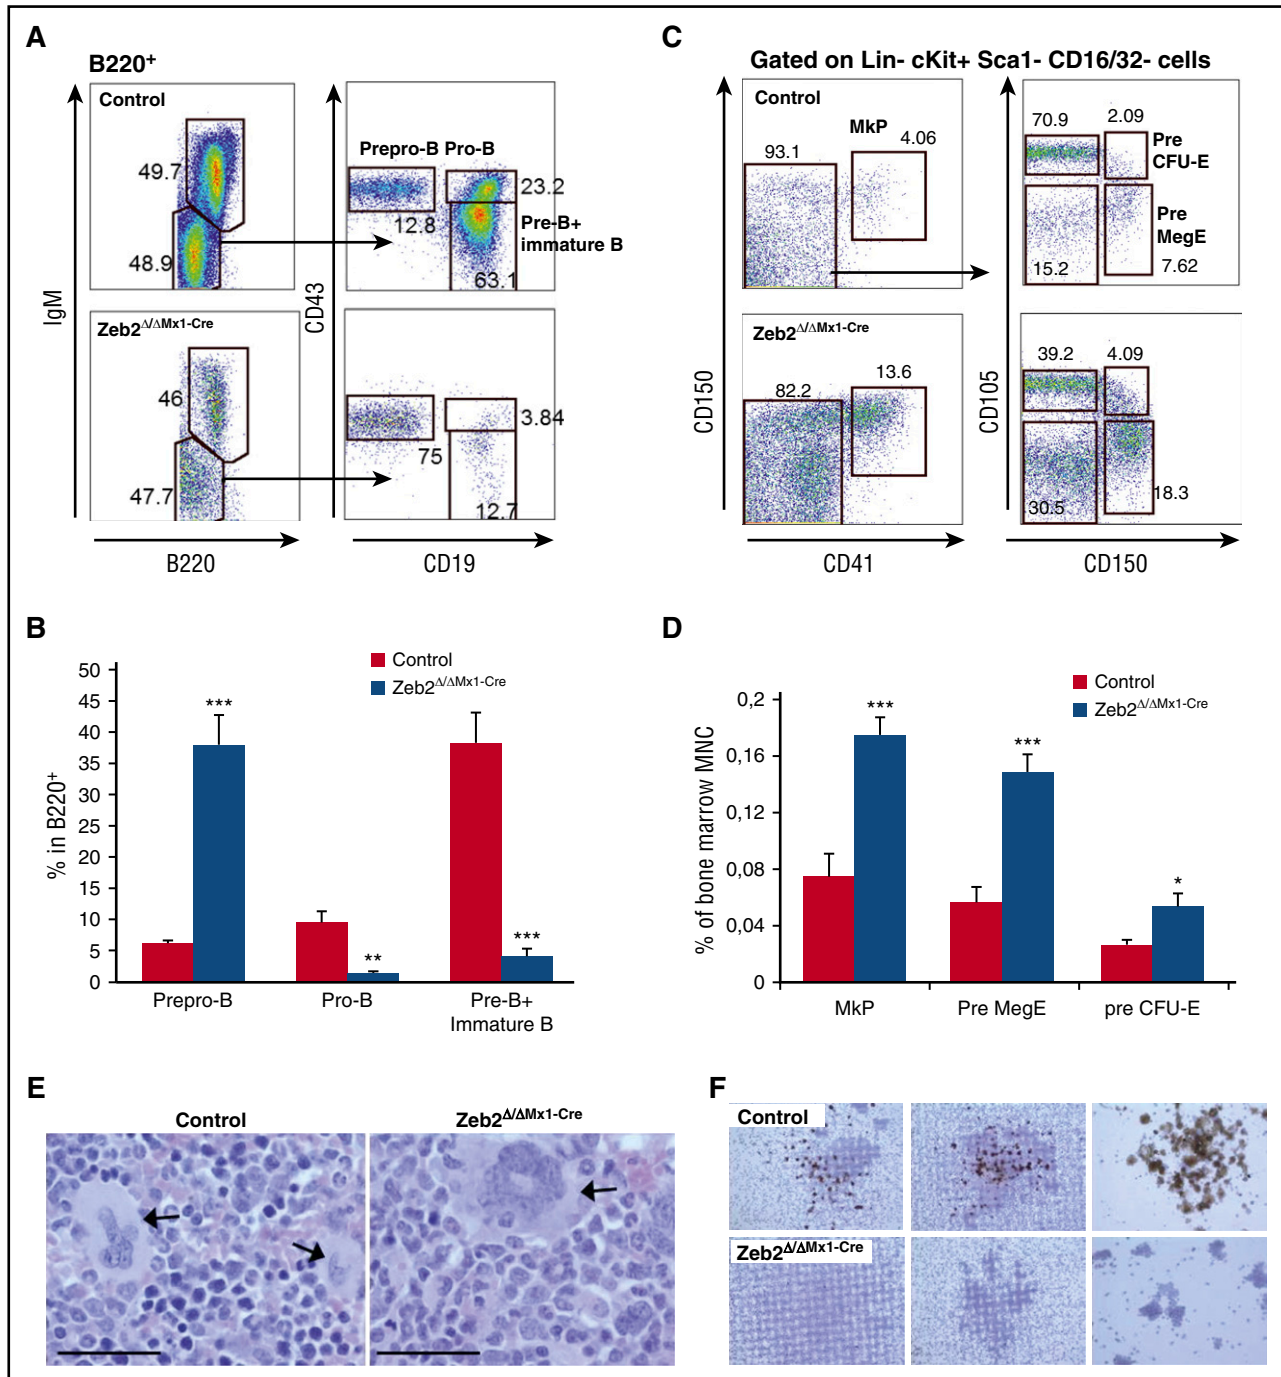 A
B220+
Control
49.7
48.9
IgM
Prepro-B Pro-B
23.2
12.8
Pre-B+
immature B
63.1
CD43
Zeb2Δ/ΔMx1-Cre
46
47.7
3.84
75
12.7
B220
CD19
C
Gated on Lin- cKit+ Sca1- CD16/32- cells
Control
MkP
4.06
93.1
70.9
2.09
Pre
CFU-E
Pre
MegE
15.2
7.62
Zeb2Δ/ΔMx1-Cre
13.6
82.2
CD150
39.2
4.09
CD105
18.3
30.5
CD41
CD150
B
Control
Zeb2Δ/ΔMx1-Cre
% in B220+
50
45
40
35
30
25
20
15
10
5
0
***
**
***
Prepro-B
Pro-B
Pre-B+
Immature B
D
Control
Zeb2Δ/ΔMx1-Cre
% of bone marrow MNC
0,2
0,16
0,12
0,08
0,04
0
***
***
*
MkP
Pre MegE
pre CFU-E
E
Control
Zeb2Δ/ΔMx1-Cre
F
Control
Zeb2Δ/ΔMx1-Cre